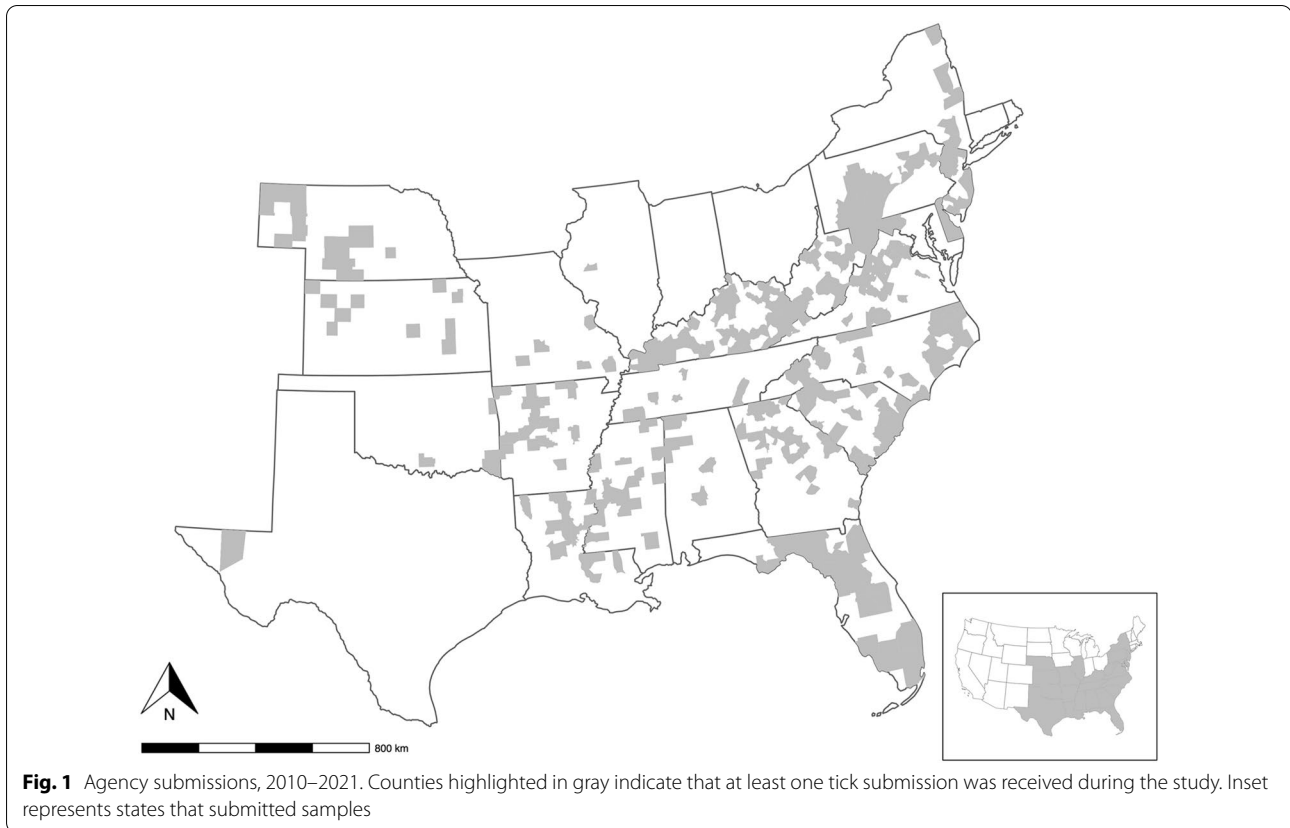 N
800 km
Fig. 1 Agency submissions, 2010–2021. Counties highlighted in gray indicate that at least one tick submission was received during the study. Inset
represents states that submitted samples